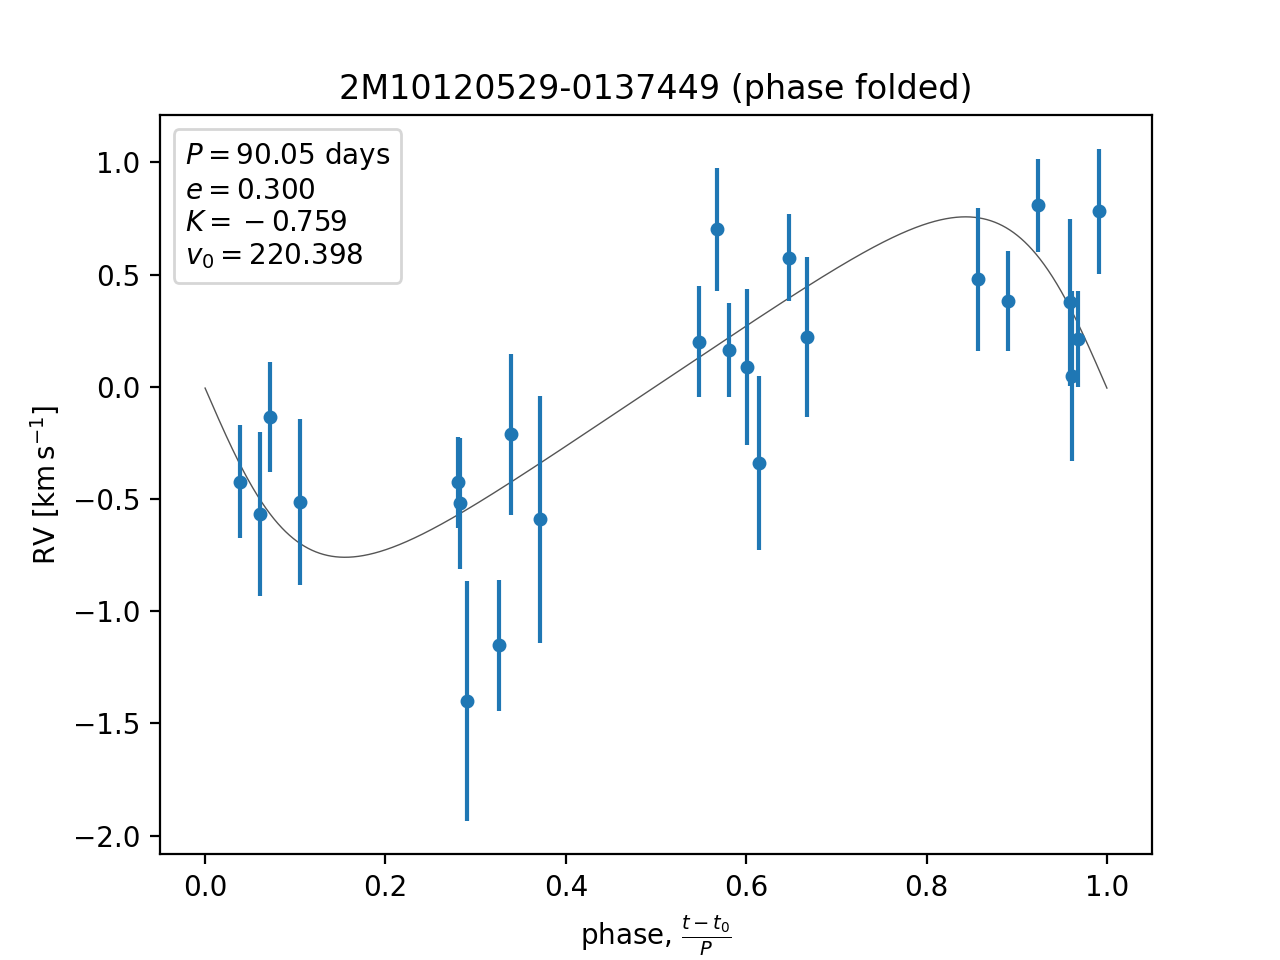 2M10120529-0137449 (phase folded)
P = 90.05 days
e = 0.300
K = −0.759
v₀ = 220.398
1.0
0.5
0.0
−0.5
−1.0
−1.5
−2.0
RV [km s⁻¹]
0.0 0.2 0.4 0.6 0.8 1.0
phase, (t − t₀)/P